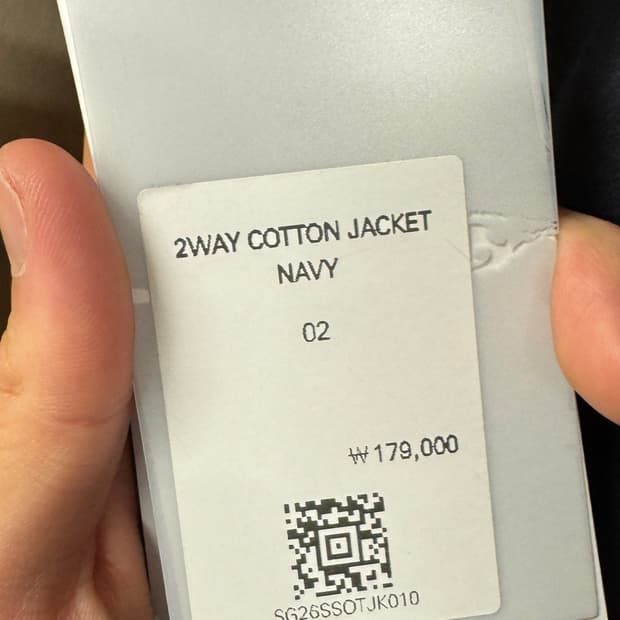 2WAY COTTON JACKET
NAVY
02
₩179,000
SG26SSOTJK010